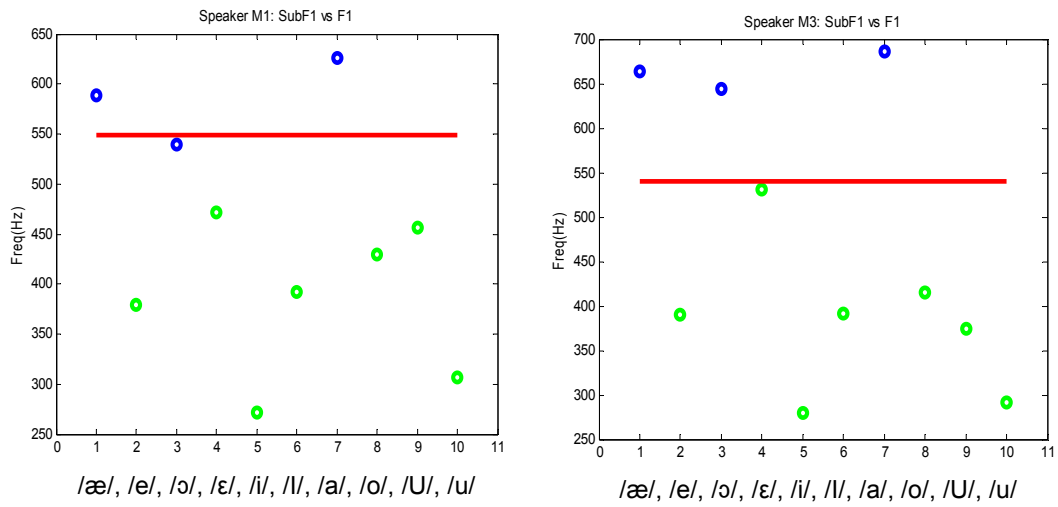 Speaker M1: SubF1 vs F1
650
600
550
500
450
400
350
300
250
Freq(Hz)
0 1 2 3 4 5 6 7 8 9 10 11
/æ/, /e/, /ɔ/, /ɛ/, /i/, /I/, /a/, /o/, /U/, /u/
Speaker M3: SubF1 vs F1
700
650
600
550
500
450
400
350
300
250
Freq(Hz)
0 1 2 3 4 5 6 7 8 9 10 11
/æ/, /e/, /ɔ/, /ɛ/, /i/, /I/, /a/, /o/, /U/, /u/